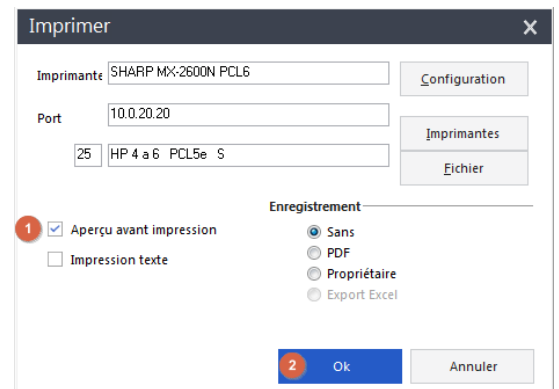 Imprimer
Imprimante SHARP MX-2600N PCL6 Configuration
Port 10.0.20.20
Imprimantes
25 HP 4 a 6 PCL5e S
Fichier
Enregistrement
1 Aperçu avant impression
Sans
Impression texte
PDF
Propriétaire
Export Excel
2 Ok Annuler